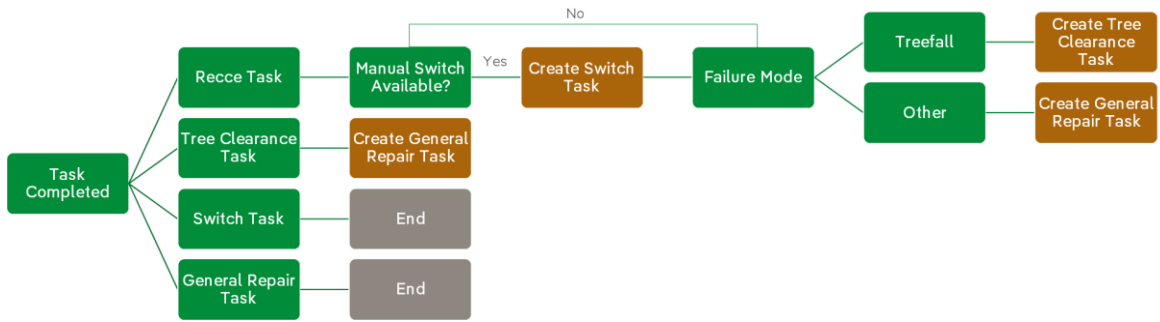 No
Treefall
Create Tree
Clearance
Task
Recce Task
Manual Switch
Available?
Yes
Create Switch
Task
Failure Mode
Other
Create General
Repair Task
Tree Clearance
Task
Create General
Repair Task
Task
Completed
Switch Task
End
General Repair
Task
End